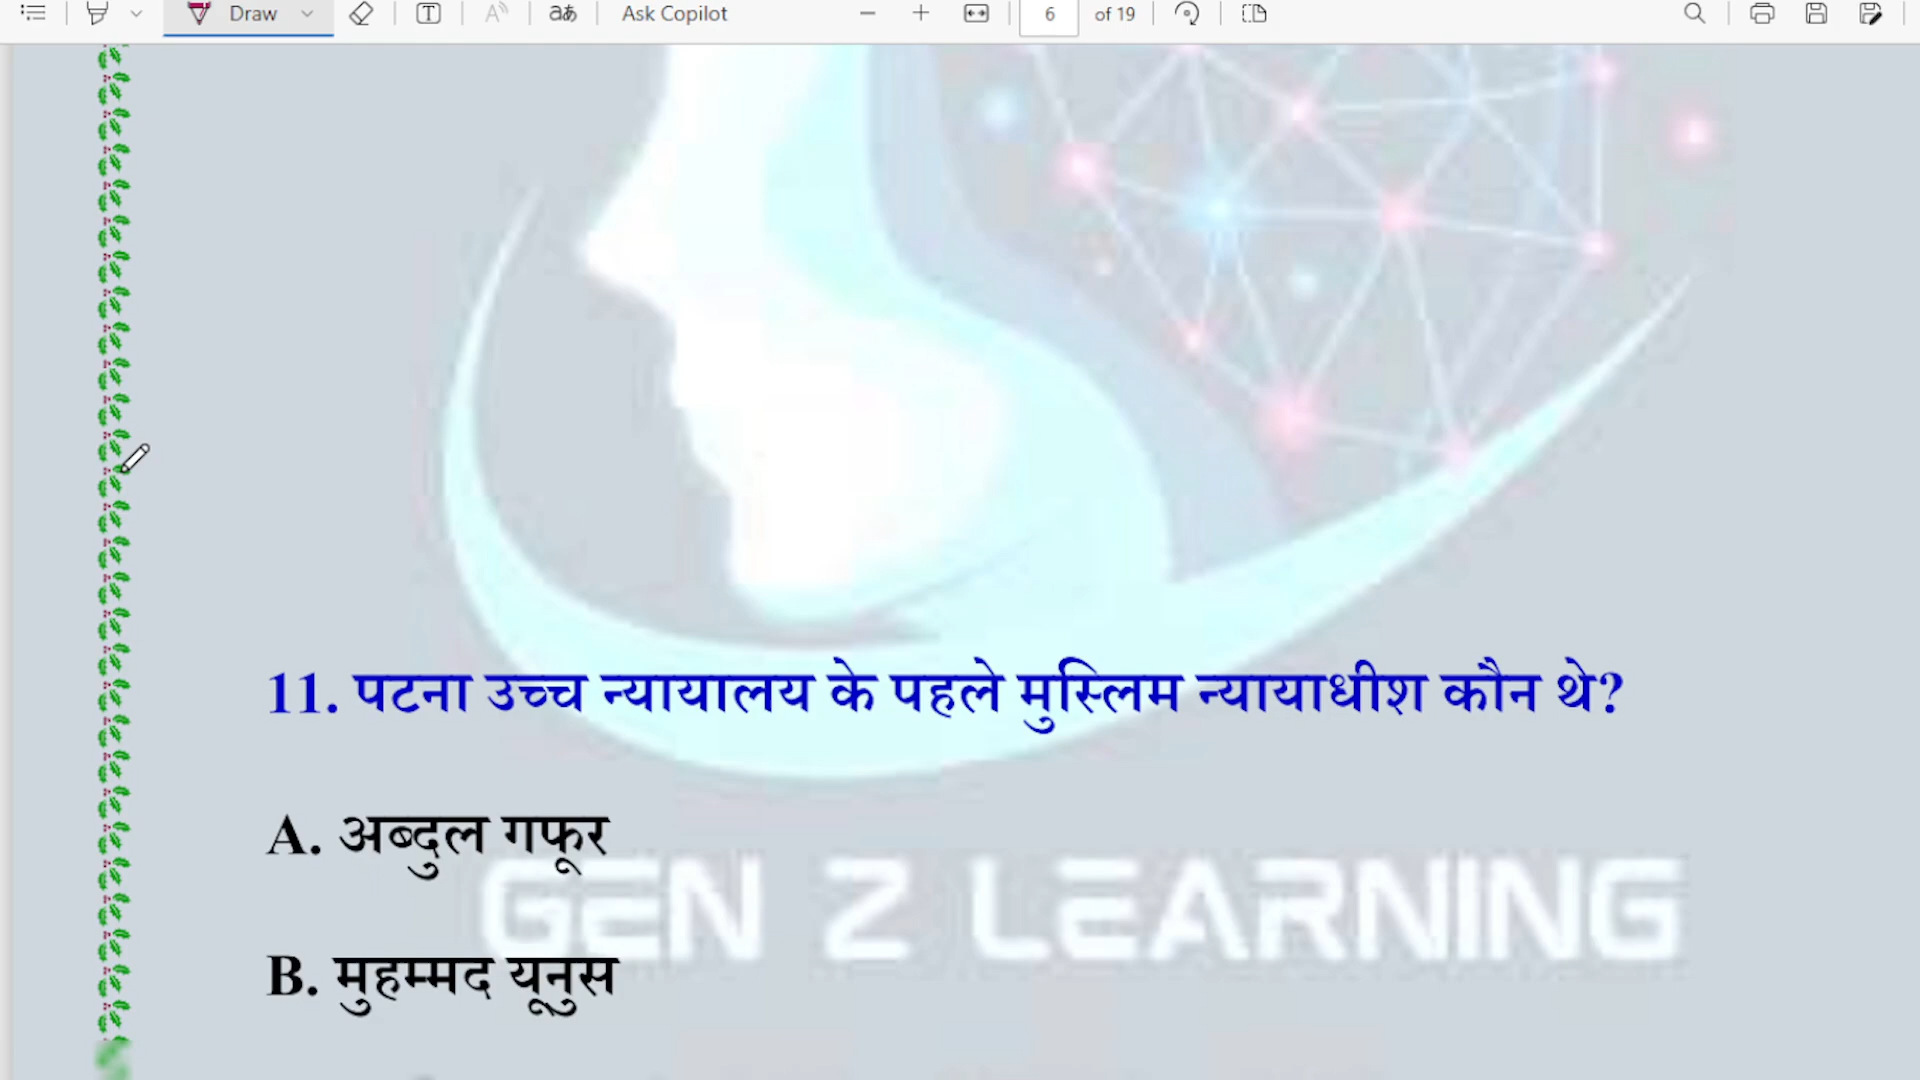 Draw
Ask Copilot
6 of 19
11. पटना उच्च न्यायालय के पहले मुस्लिम न्यायाधीश कौन थे?
A. अब्दुल गफूर
GEN Z LEARNING
B. मुहम्मद यूनुस